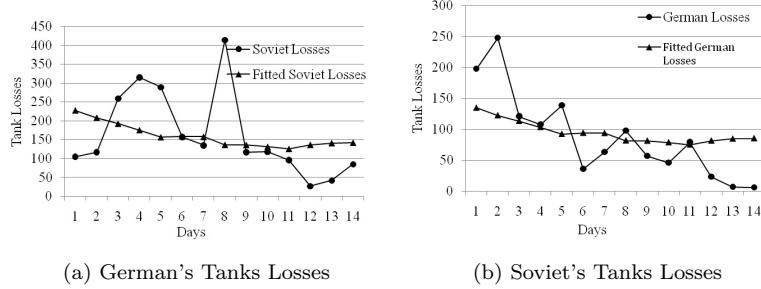 450
400
350
300
250
200
150
100
50
0
Tank Losses
Soviet Losses
Fitted Soviet Losses
1 2 3 4 5 6 7 8 9 10 11 12 13 14
Days
(a) German's Tanks Losses
300
250
200
150
100
50
0
Tank Losses
German Losses
Fitted German
Losses
1 2 3 4 5 6 7 8 9 10 11 12 13 14
Days
(b) Soviet's Tanks Losses